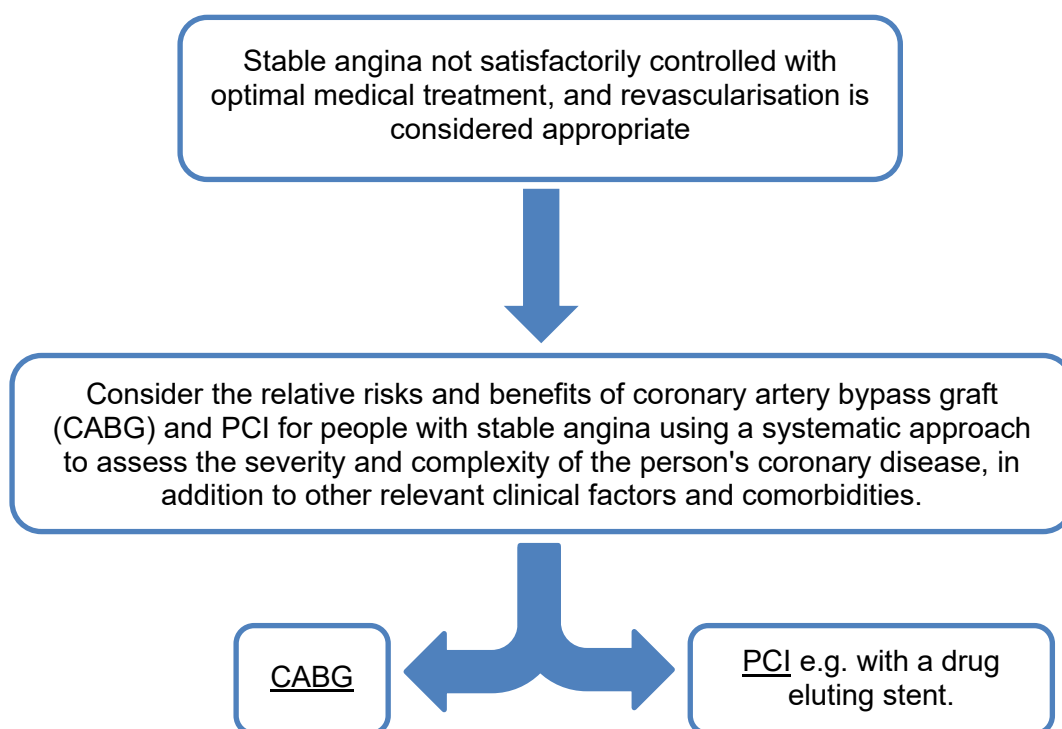 Stable angina not satisfactorily controlled with
optimal medical treatment, and revascularisation is
considered appropriate
Consider the relative risks and benefits of coronary artery bypass graft
(CABG) and PCI for people with stable angina using a systematic approach
to assess the severity and complexity of the person's coronary disease, in
addition to other relevant clinical factors and comorbidities.
CABG
PCI e.g. with a drug
eluting stent.